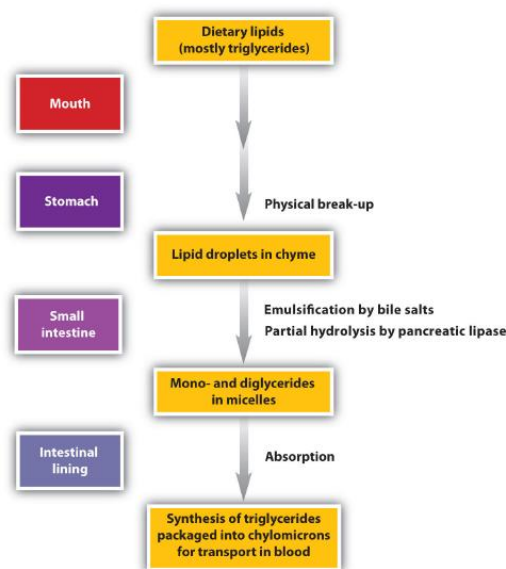 Dietary lipids
(mostly triglycerides)
Mouth
Stomach
Physical break-up
Lipid droplets in chyme
Small
intestine
Emulsification by bile salts
Partial hydrolysis by pancreatic lipase
Mono- and diglycerides
in micelles
Intestinal
lining
Absorption
Synthesis of triglycerides
packaged into chylomicrons
for transport in blood